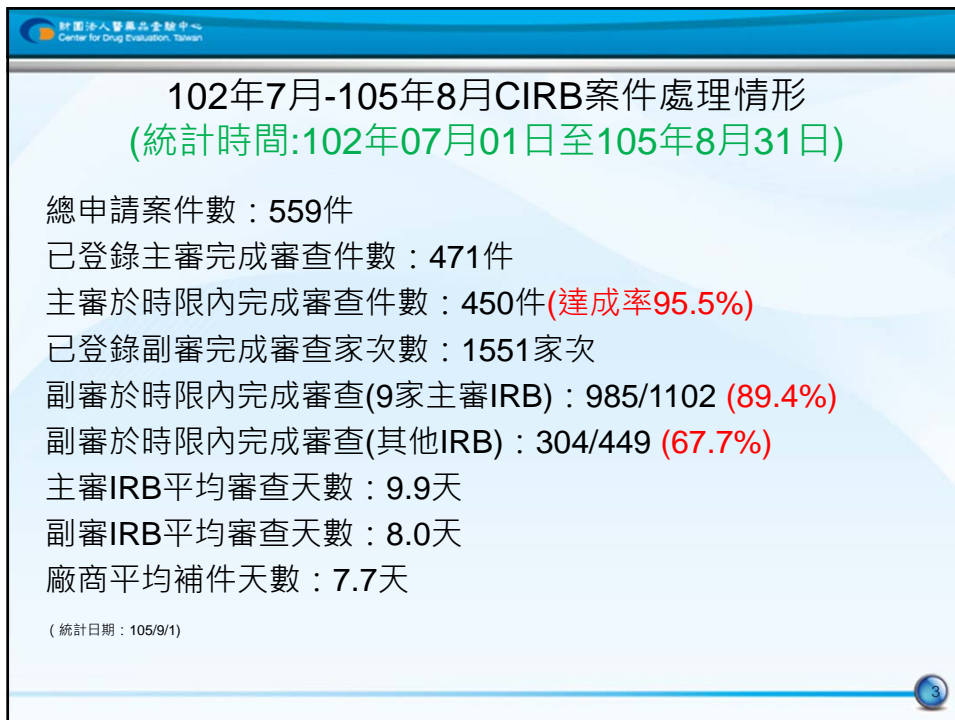 財團法人醫藥品查驗中心
Center for Drug Evaluation, Taiwan
102年7月-105年8月CIRB案件處理情形
(統計時間:102年07月01日至105年8月31日)
總申請案件數：559件
已登錄主審完成審查件數：471件
主審於時限內完成審查件數：450件(達成率95.5%)
已登錄副審完成審查家次數：1551家次
副審於時限內完成審查(9家主審IRB)：985/1102 (89.4%)
副審於時限內完成審查(其他IRB)：304/449 (67.7%)
主審IRB平均審查天數：9.9天
副審IRB平均審查天數：8.0天
廠商平均補件天數：7.7天
(統計日期：105/9/1)
3